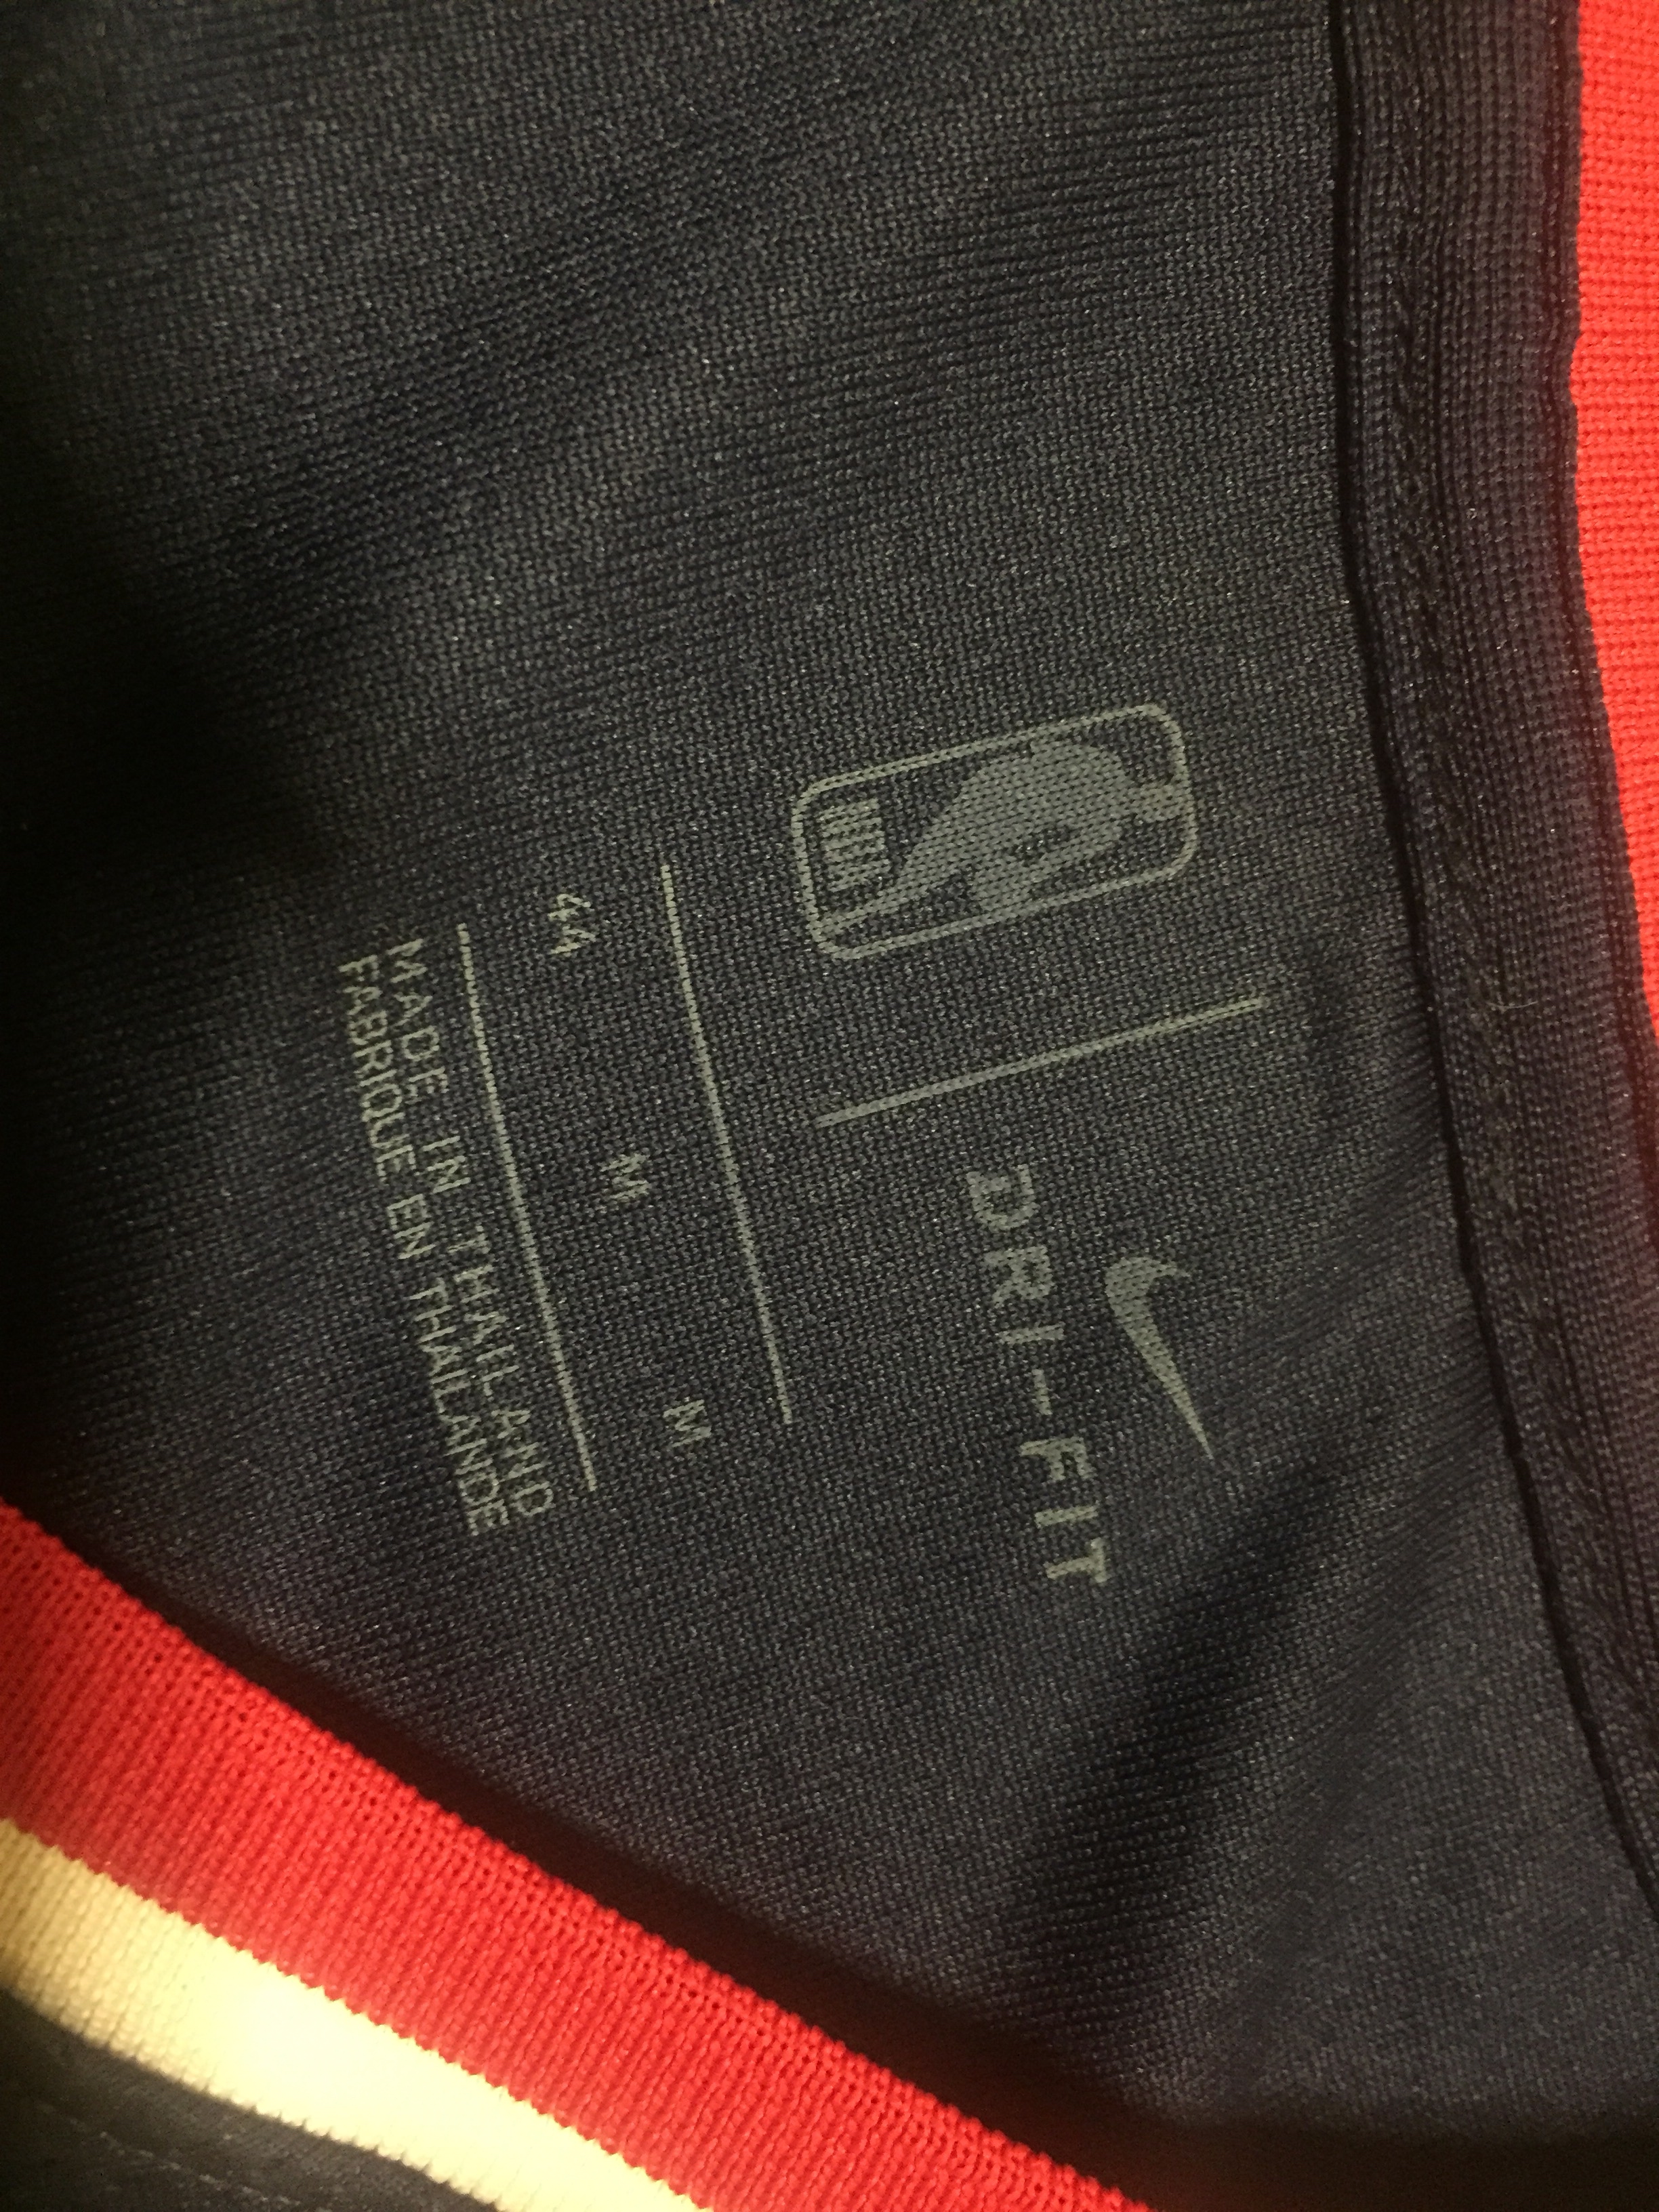 DRI-FIT
44 M M
MADE IN THAILAND
FABRIQUE EN THAILANDE